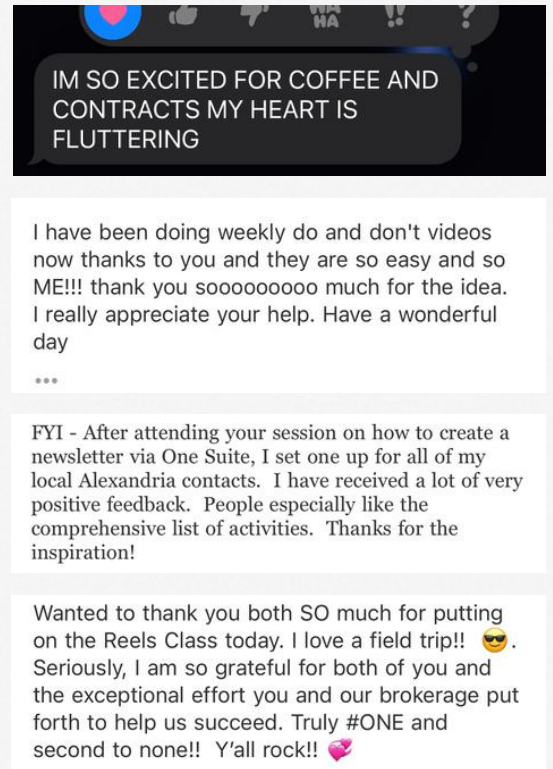 HA
HA
!!
?
IM SO EXCITED FOR COFFEE AND
CONTRACTS MY HEART IS
FLUTTERING
I have been doing weekly do and don't videos
now thanks to you and they are so easy and so
ME!!! thank you sooooooooo much for the idea.
I really appreciate your help. Have a wonderful
day
...
FYI - After attending your session on how to create a
newsletter via One Suite, I set one up for all of my
local Alexandria contacts.  I have received a lot of very
positive feedback.  People especially like the
comprehensive list of activities.  Thanks for the
inspiration!
Wanted to thank you both SO much for putting
on the Reels Class today. I love a field trip!! 😎.
Seriously, I am so grateful for both of you and
the exceptional effort you and our brokerage put
forth to help us succeed. Truly #ONE and
second to none!!  Y'all rock!! 💞